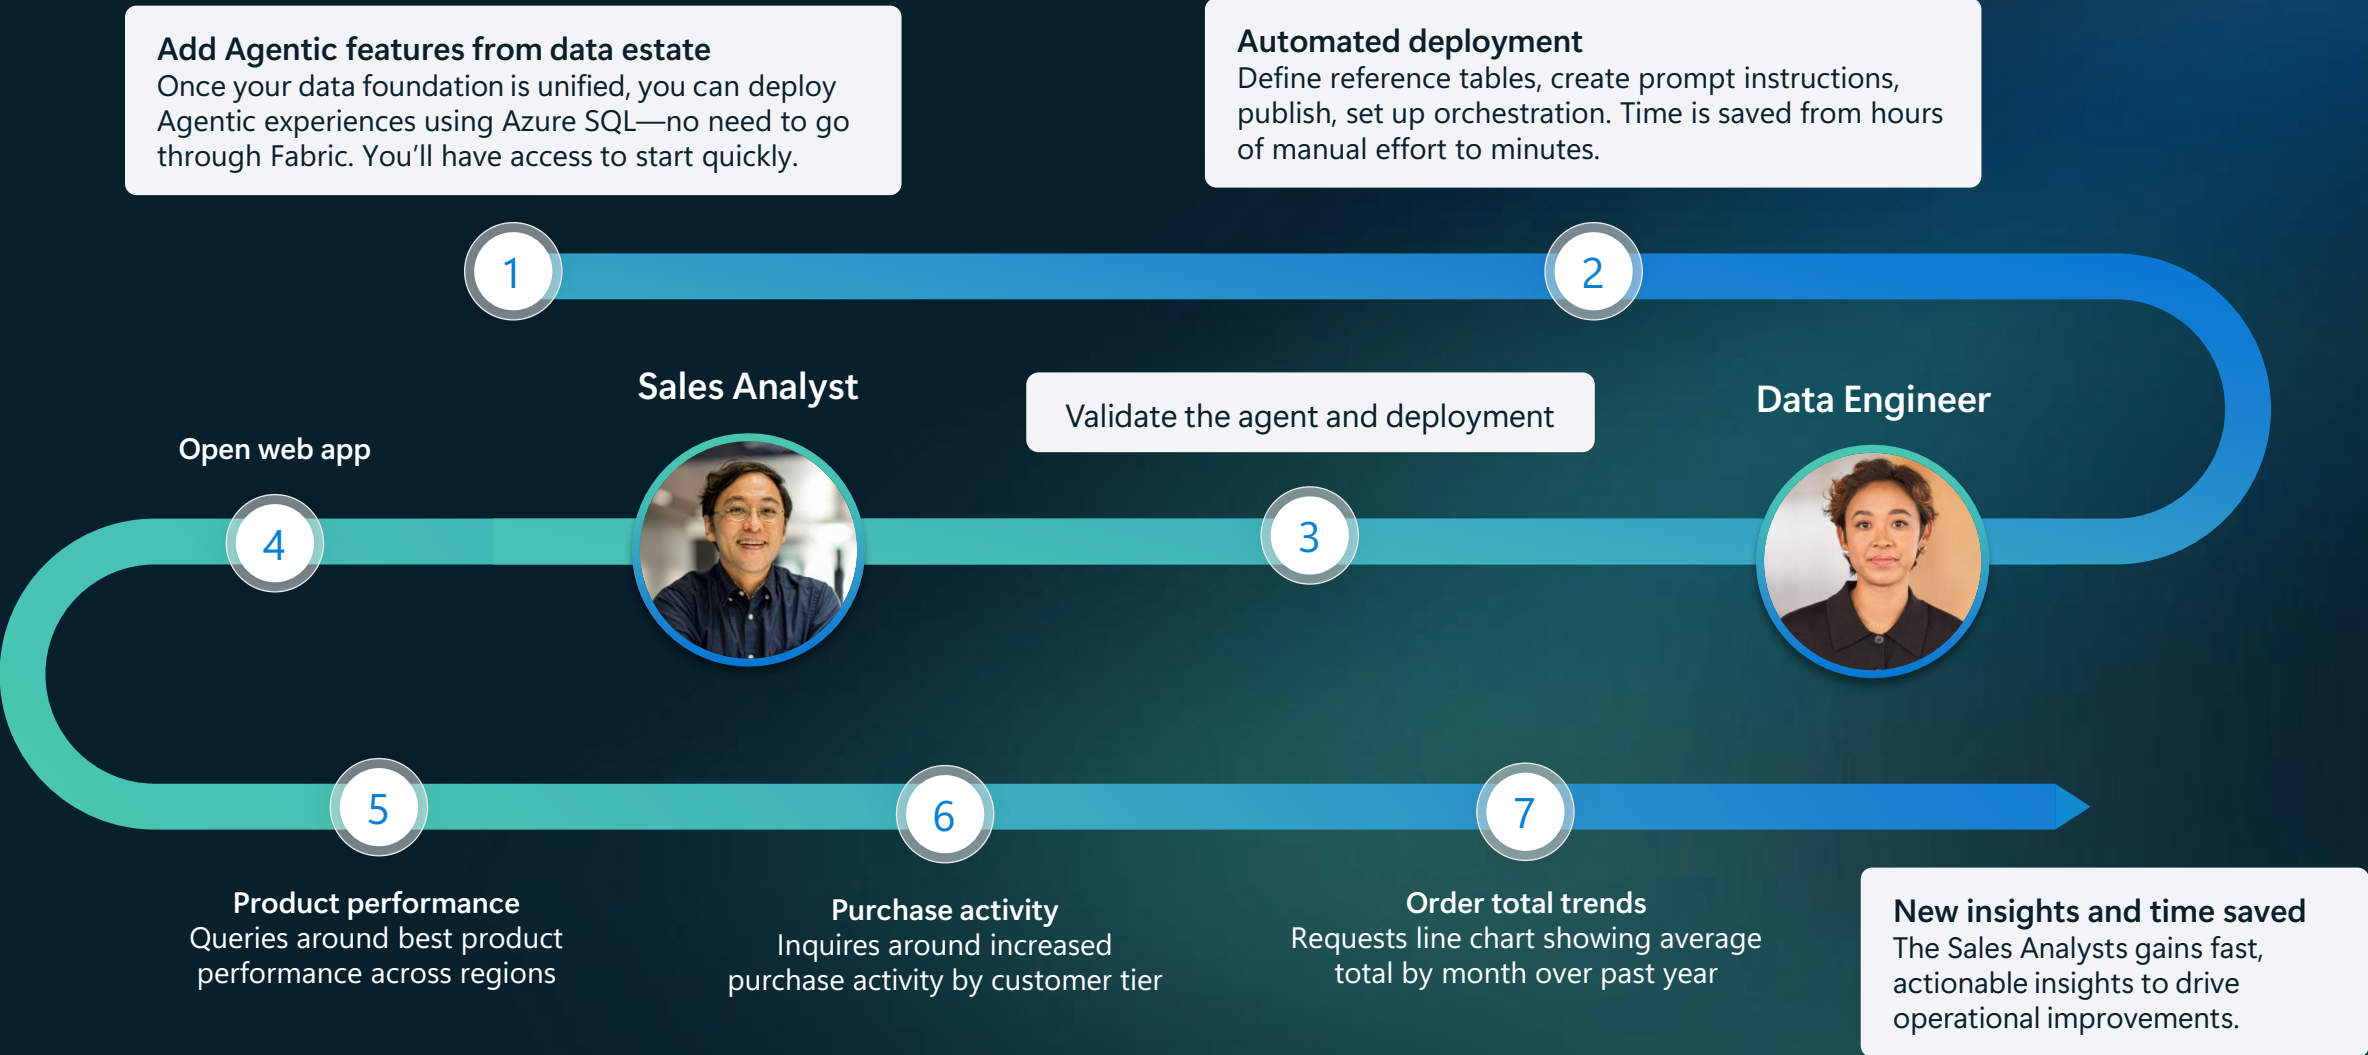 Add Agentic features from data estate
Once your data foundation is unified, you can deploy
Agentic experiences using Azure SQL—no need to go
through Fabric. You’ll have access to start quickly.
Automated deployment
Define reference tables, create prompt instructions,
publish, set up orchestration. Time is saved from hours
of manual effort to minutes.
1
2
Sales Analyst
Validate the agent and deployment
Data Engineer
Open web app
4
3
5
6
7
Product performance
Queries around best product
performance across regions
Purchase activity
Inquires around increased
purchase activity by customer tier
Order total trends
Requests line chart showing average
total by month over past year
New insights and time saved
The Sales Analysts gains fast,
actionable insights to drive
operational improvements.